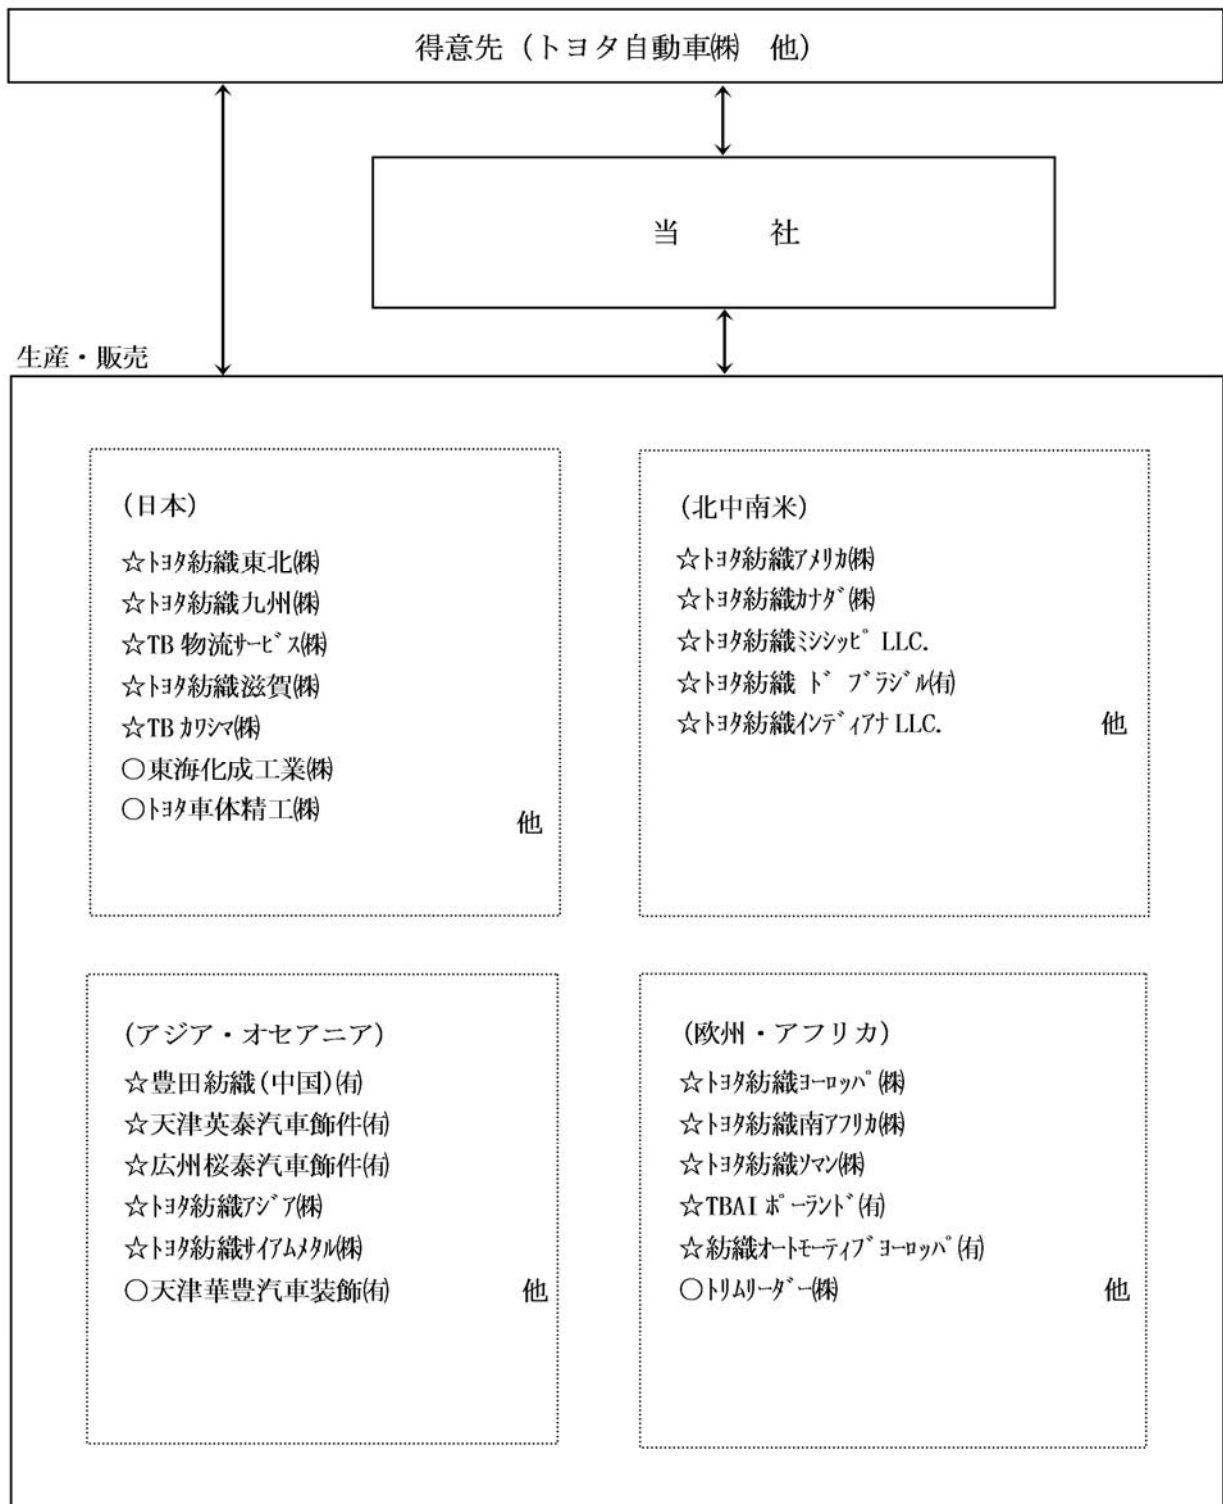 得意先（トヨタ自動車㈱　他）
当　　　社
生産・販売
（日本）
☆ﾄﾖﾀ紡織東北㈱
☆ﾄﾖﾀ紡織九州㈱
☆TB 物流ｻｰﾋﾞｽ㈱
☆ﾄﾖﾀ紡織滋賀㈱
☆TB ｶﾜｼﾏ㈱
○東海化成工業㈱
○ﾄﾖﾀ車体精工㈱
他
（北中南米）
☆ﾄﾖﾀ紡織ｱﾒﾘｶ㈱
☆ﾄﾖﾀ紡織ｶﾅﾀﾞ㈱
☆ﾄﾖﾀ紡織ﾐｼｼｯﾋﾟ LLC.
☆ﾄﾖﾀ紡織 ﾄﾞ ﾌﾞﾗｼﾞﾙ㈲
☆ﾄﾖﾀ紡織ｲﾝﾃﾞｨｱﾅ LLC.　他
（アジア・オセアニア）
☆豊田紡織(中国)㈲
☆天津英泰汽車飾件㈲
☆広州桜泰汽車飾件㈲
☆ﾄﾖﾀ紡織ｱｼﾞｱ㈱
☆ﾄﾖﾀ紡織ｻｲｱﾑﾒﾀﾙ㈱
○天津華豊汽車装飾㈲　他
（欧州・アフリカ）
☆ﾄﾖﾀ紡織ﾖｰﾛｯﾊﾟ㈱
☆ﾄﾖﾀ紡織南ｱﾌﾘｶ㈱
☆ﾄﾖﾀ紡織ｿﾏﾝ㈱
☆TBAI ﾎﾟｰﾗﾝﾄﾞ㈲
☆紡織ｵｰﾄﾓｰﾃｨﾌﾞﾖｰﾛｯﾊﾟ㈲
○ﾄﾘﾑﾘｰﾀﾞｰ㈱　他